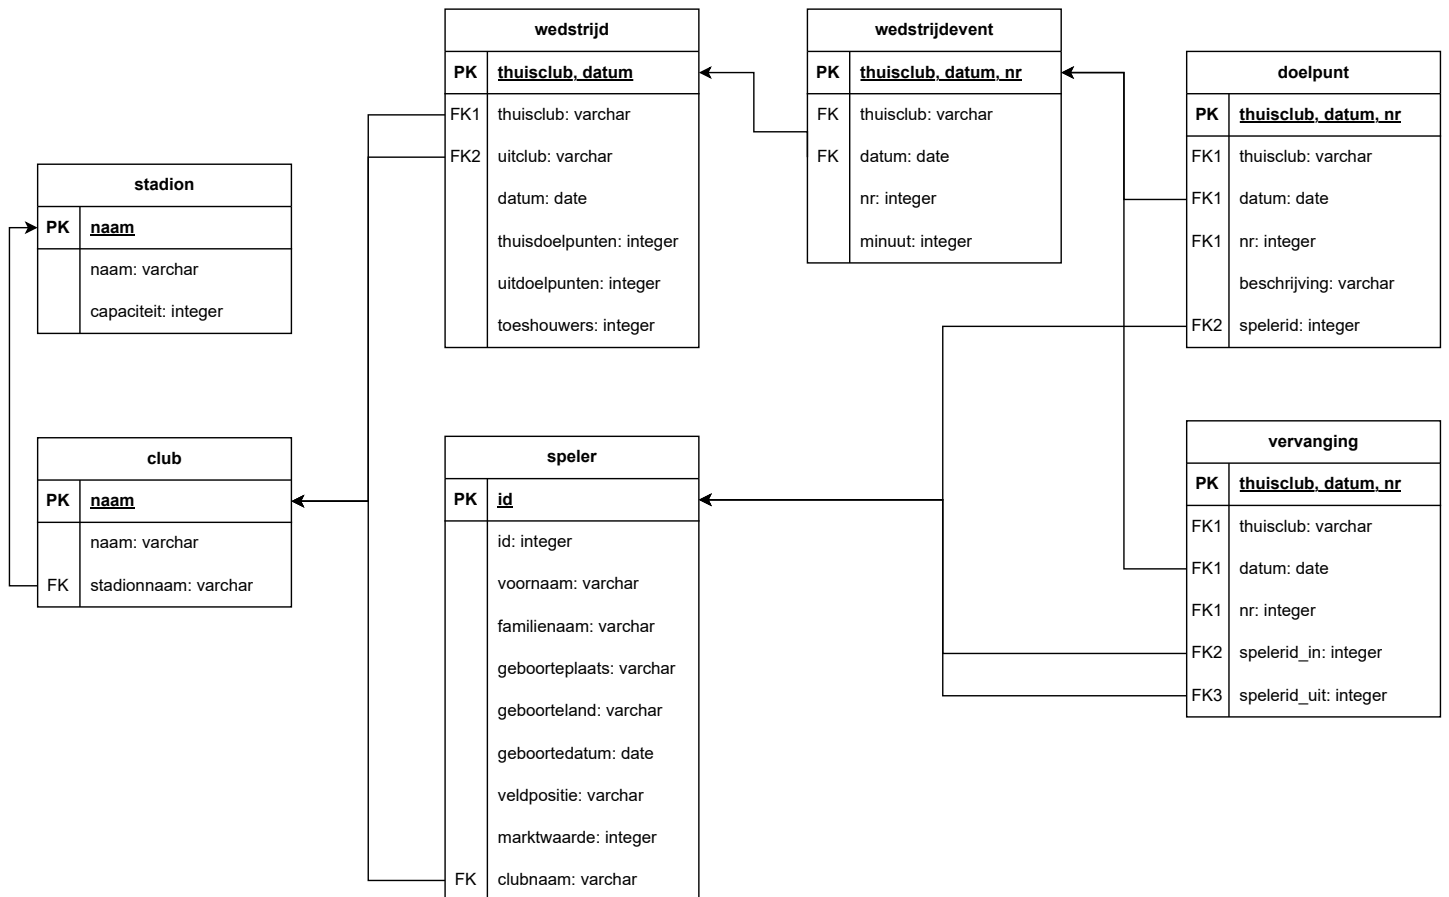 wedstrijd
PK thuisclub, datum
FK1 thuisclub: varchar
FK2 uitclub: varchar
datum: date
thuisdoelpunten: integer
uitdoelpunten: integer
toeshouwers: integer
wedstrijdevent
PK thuisclub, datum, nr
FK thuisclub: varchar
FK datum: date
nr: integer
minuut: integer
doelpunt
PK thuisclub, datum, nr
FK1 thuisclub: varchar
FK1 datum: date
FK1 nr: integer
beschrijving: varchar
FK2 spelerid: integer
stadion
PK naam
naam: varchar
capaciteit: integer
club
PK naam
naam: varchar
FK stadionnaam: varchar
speler
PK id
id: integer
voornaam: varchar
familienaam: varchar
geboorteplaats: varchar
geboorteland: varchar
geboortedatum: date
veldpositie: varchar
marktwaarde: integer
FK clubnaam: varchar
vervanging
PK thuisclub, datum, nr
FK1 thuisclub: varchar
FK1 datum: date
FK1 nr: integer
FK2 spelerid_in: integer
FK3 spelerid_uit: integer